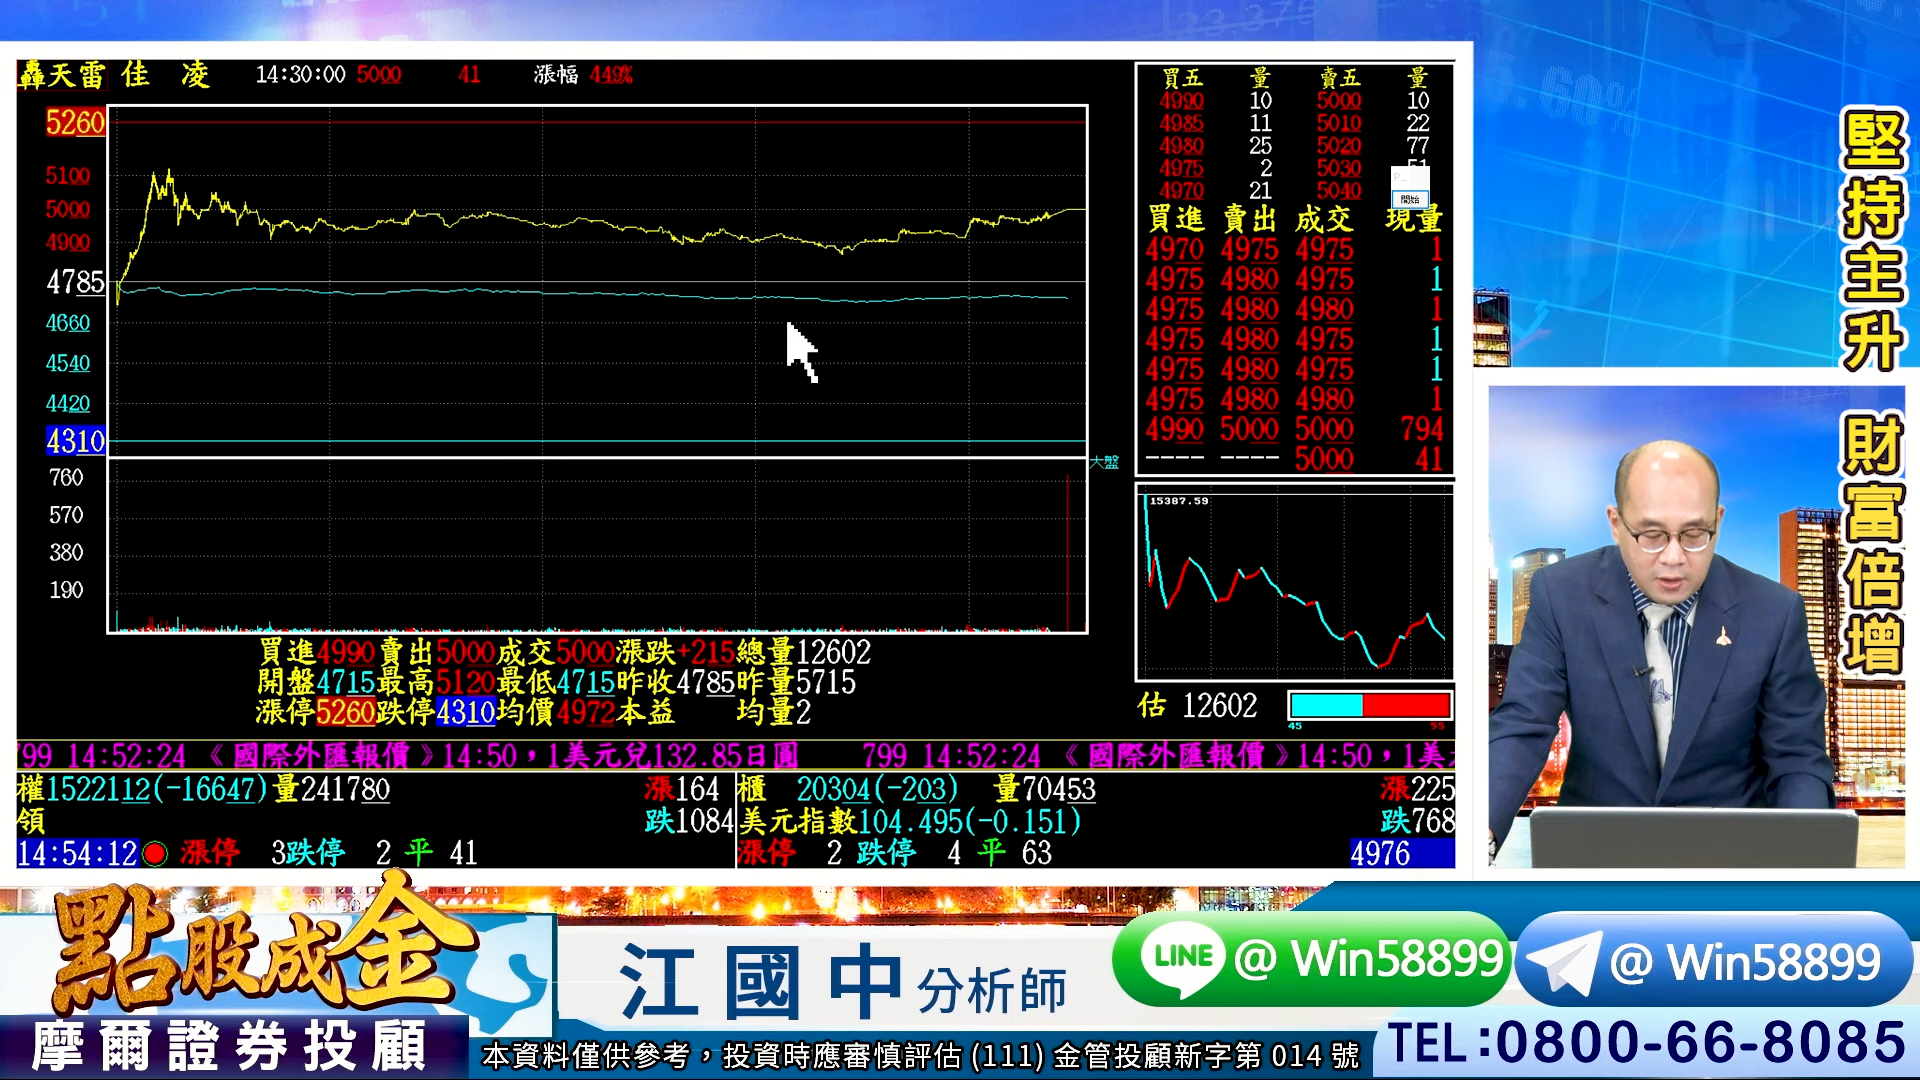 轟天雷 佳 凌 14:30:00 5000 41 漲幅 4.49%
5260
5100
5000
4900
4785
4660
4540
4420
4310
760
570
380
190
大盤
買五 量 賣五 量
4990 10 5000 10
4985 11 5010 22
4980 25 5020 77
4975 2 5030 51
4970 21 5040
P...
開始
買進 賣出 成交 現量
4970 4975 4975 1
4975 4980 4980 1
4975 4980 4980 1
4975 4980 4975 1
4975 4980 4975 1
4975 4980 4980 1
4990 5000 5000 794
---- ---- 5000 41
15387.59
估 12602
45 55
買進4990賣出5000成交5000漲跌+215總量12602
開盤4715最高5120最低4715昨收4785昨量5715
漲停5260跌停4310均價4972本益 均量2
799 14:52:24 《國際外匯報價》14:50，1美元兌132.85日圓 799 14:52:24 《國際外匯報價》14:50，1美
權1522112(-16647)量241780 漲164
領 跌1084
14:54:12 漲停 3跌停 2 平 41
櫃 20304(-203) 量70453 漲225
美元指數104.495(-0.151) 跌768
漲停 2 跌停 4 平 63 4976
堅持主升 財富倍增
點股成金
摩爾證券投顧
江國中 分析師
LINE @ Win58899
@ Win58899
TEL:0800-66-8085
本資料僅供參考，投資時應審慎評估 (111) 金管投顧新字第 014 號